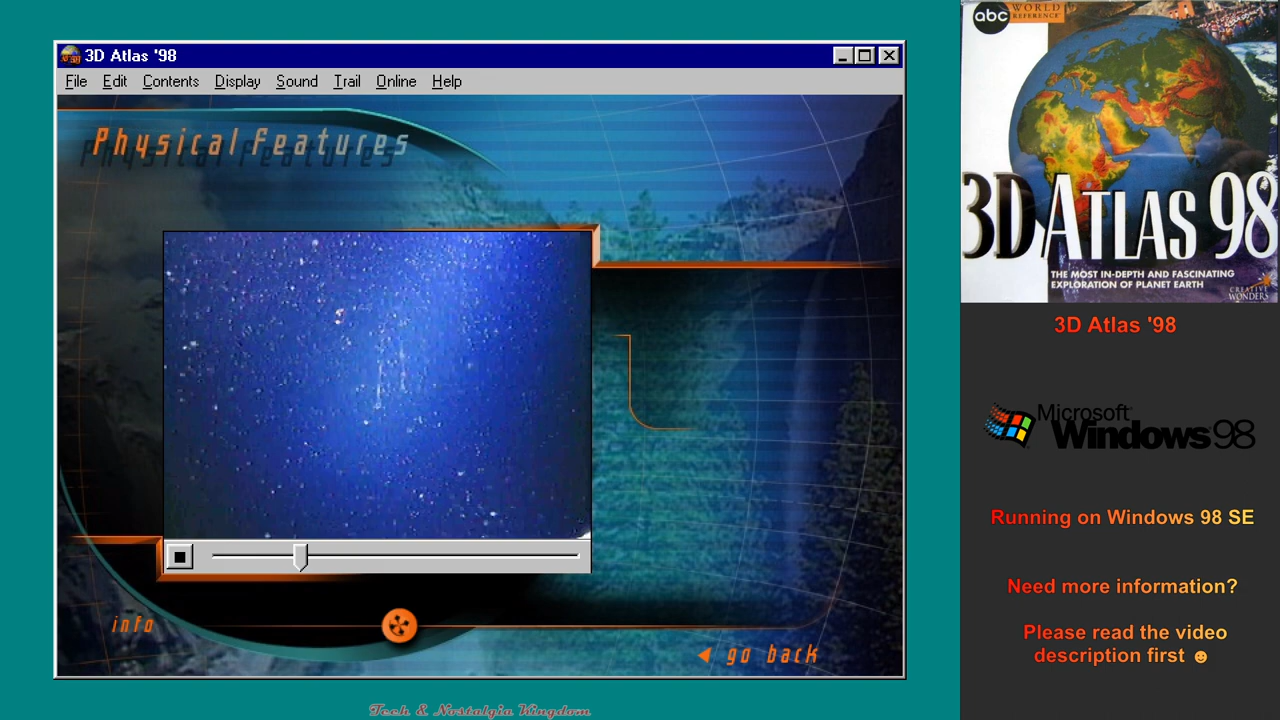 3D Atlas '98
File Edit Contents Display Sound Trail Online Help
Physical Features
info
go back
Tech & Nostalgia Kingdom
abc WORLD
REFERENCE
3D ATLAS 98
THE MOST IN-DEPTH AND FASCINATING
EXPLORATION OF PLANET EARTH
CREATIVE
WONDERS
3D Atlas '98
Microsoft
Windows 98
Running on Windows 98 SE
Need more information?
Please read the video
description first ☻